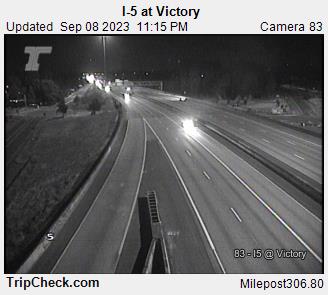 I-5 at Victory
Updated Sep 08 2023 11:15 PM Camera 83
T
S
83 - I5 @ Victory
TripCheck.com Milepost306.80